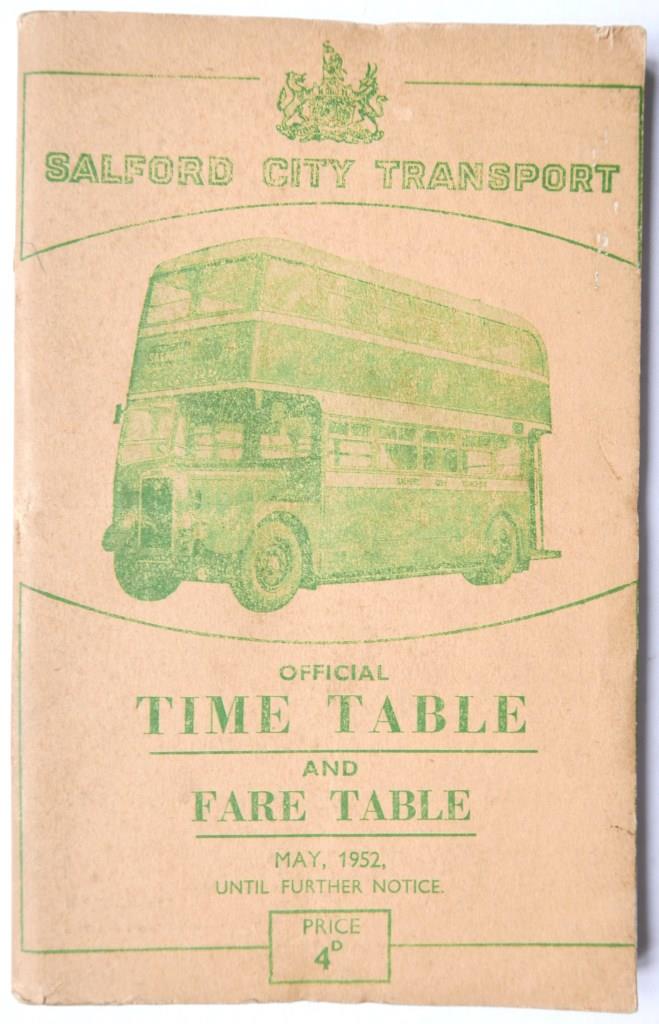 SALFORD CITY TRANSPORT
OFFICIAL
TIME TABLE
AND
FARE TABLE
MAY, 1952,
UNTIL FURTHER NOTICE.
PRICE
4D